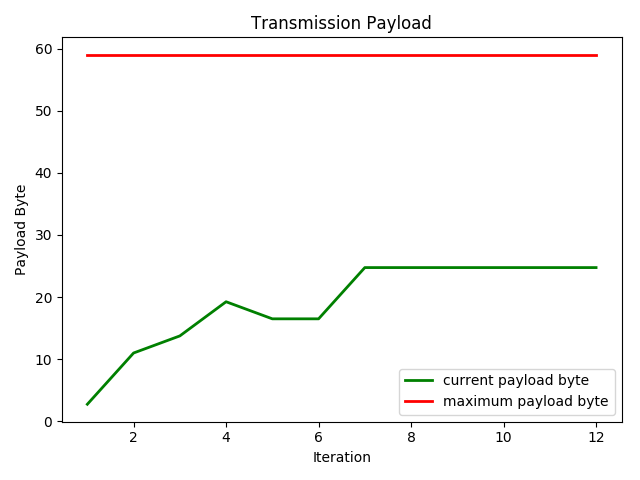 Transmission Payload
Payload Byte
60
50
40
30
20
10
0
2 4 6 8 10 12
Iteration
current payload byte
maximum payload byte